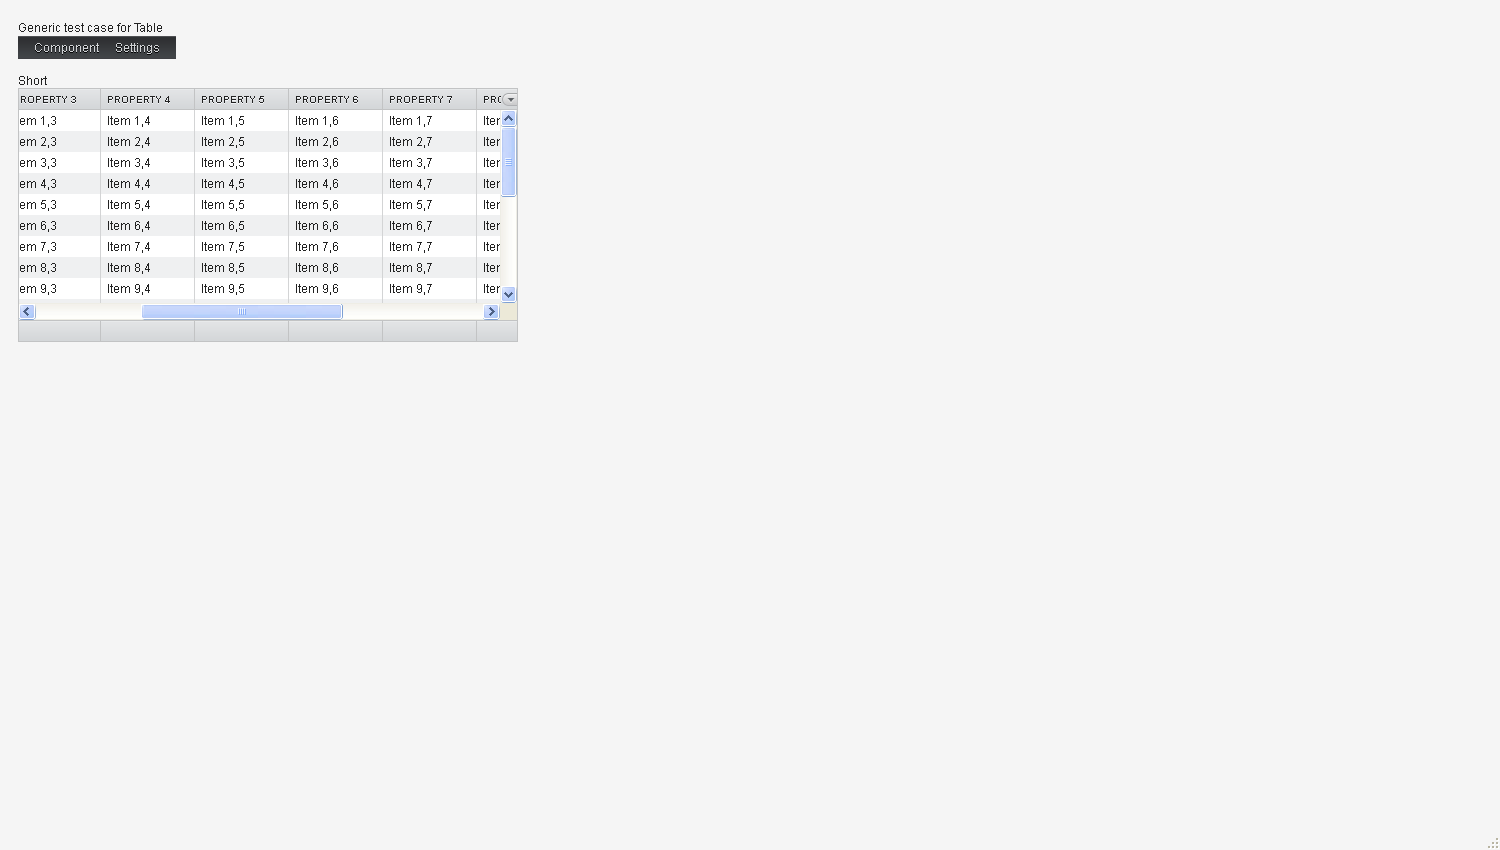 Generic test case for Table
Component Settings
Short
ROPERTY 3 PROPERTY 4 PROPERTY 5 PROPERTY 6 PROPERTY 7 PRO
em 1,3 Item 1,4 Item 1,5 Item 1,6 Item 1,7 Iter
em 2,3 Item 2,4 Item 2,5 Item 2,6 Item 2,7 Iter
em 3,3 Item 3,4 Item 3,5 Item 3,6 Item 3,7 Iter
em 4,3 Item 4,4 Item 4,5 Item 4,6 Item 4,7 Iter
em 5,3 Item 5,4 Item 5,5 Item 5,6 Item 5,7 Iter
em 6,3 Item 6,4 Item 6,5 Item 6,6 Item 6,7 Iter
em 7,3 Item 7,4 Item 7,5 Item 7,6 Item 7,7 Iter
em 8,3 Item 8,4 Item 8,5 Item 8,6 Item 8,7 Iter
em 9,3 Item 9,4 Item 9,5 Item 9,6 Item 9,7 Iter